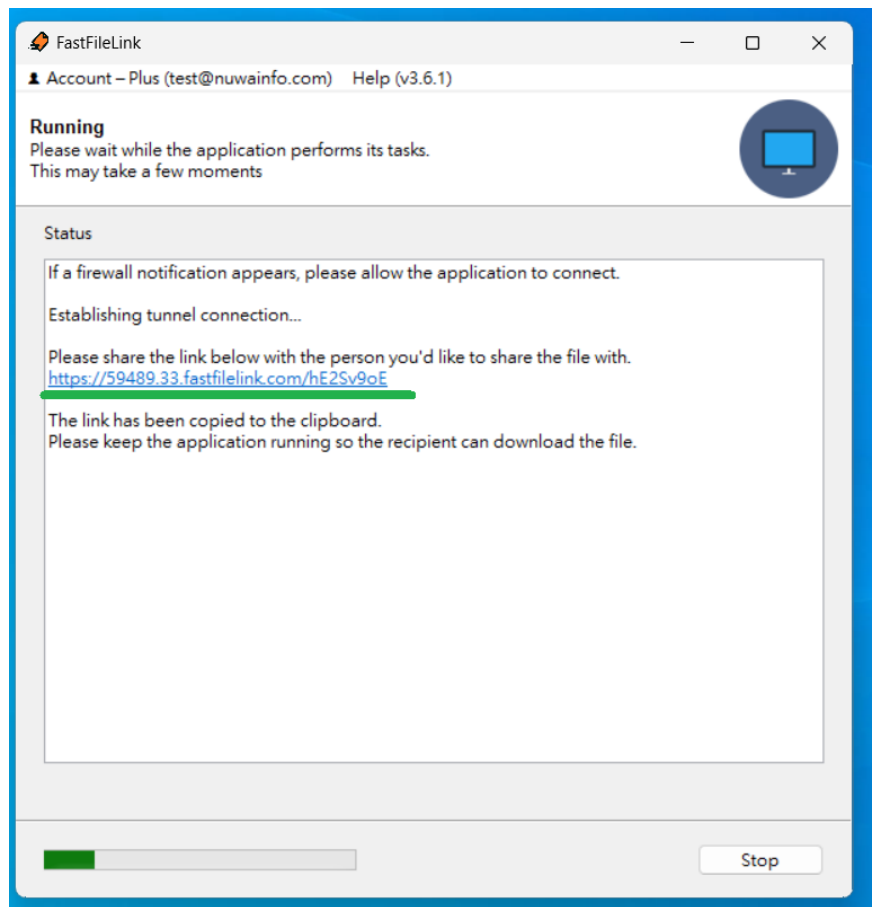 FastFileLink
Account – Plus (test@nuwainfo.com) Help (v3.6.1)
Running
Please wait while the application performs its tasks.
This may take a few moments
Status
If a firewall notification appears, please allow the application to connect.
Establishing tunnel connection...
Please share the link below with the person you'd like to share the file with.
https://59489.33.fastfilelink.com/hE2Sv9oE
The link has been copied to the clipboard.
Please keep the application running so the recipient can download the file.
Stop